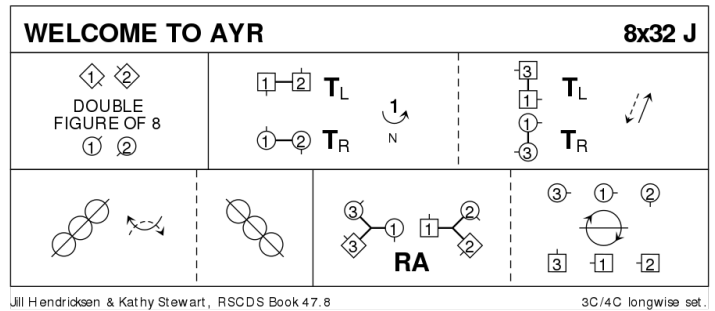 WELCOME TO AYR 8x32 J
1 2
DOUBLE
FIGURE OF 8
1 2
1 2 TL
1
N
1 2 TR
3
1
TL
1
3
TR
3 1 1 2
3 2
RA
3 1 2
3 1 2
Jill Hendricksen & Kathy Stewart, RSCDS Book 47.8 3C/4C longwise set.